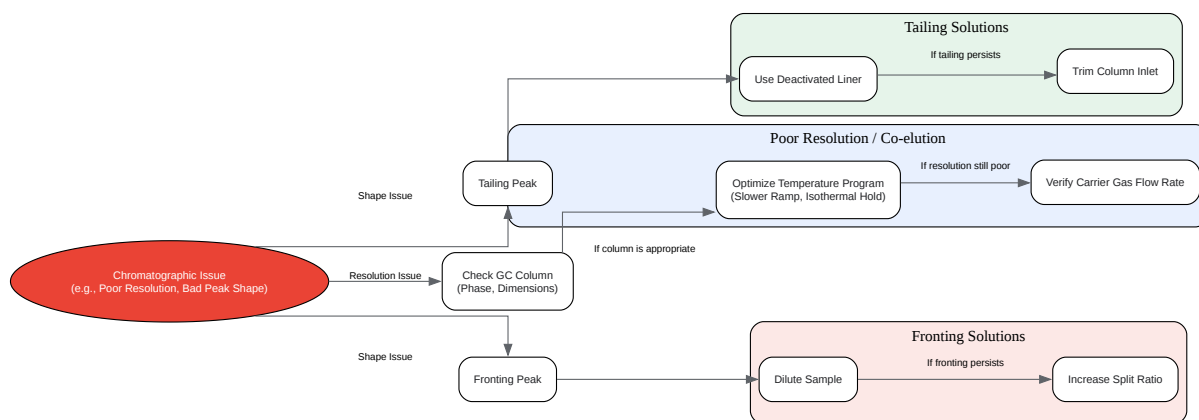 Tailing Solutions
Use Deactivated Liner
If tailing persists
Trim Column Inlet
Poor Resolution / Co-elution
Tailing Peak
Optimize Temperature Program
(Slower Ramp, Isothermal Hold)
If resolution still poor
Verify Carrier Gas Flow Rate
Shape Issue
Chromatographic Issue
(e.g., Poor Resolution, Bad Peak Shape)
Resolution Issue
Check GC Column
(Phase, Dimensions)
If column is appropriate
Shape Issue
Fronting Peak
Fronting Solutions
Dilute Sample
If fronting persists
Increase Split Ratio